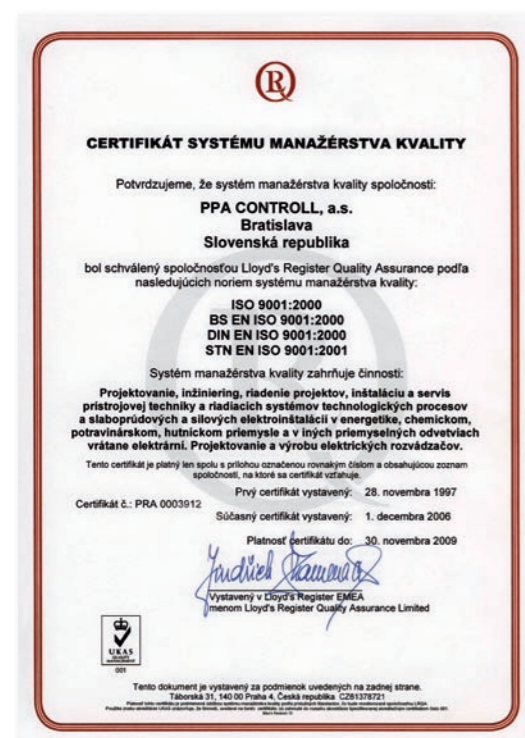 RQ
CERTIFIKÁT SYSTÉMU MANAŽÉRSTVA KVALITY
Potvrdzujeme, že systém manažérstva kvality spoločnosti:
PPA CONTROLL, a.s.
Bratislava
Slovenská republika
bol schválený spoločnosťou Lloyd's Register Quality Assurance podľa
nasledujúcich noriem systému manažérstva kvality:
ISO 9001:2000
BS EN ISO 9001:2000
DIN EN ISO 9001:2000
STN EN ISO 9001:2001
Systém manažérstva kvality zahrňuje činnosti:
Projektovanie, inžiniering, riadenie projektov, inštaláciu a servis
prístrojovej techniky a riadiacich systémov technologických procesov
a slaboprúdových a silových elektroinštalácií v energetike, chemickom,
potravinárskom, hutníckom priemysle a v iných priemyselných odvetviach
vrátane elektrární. Projektovanie a výrobu elektrických rozvádzačov.
Tento certifikát je platný len spolu s prílohou označenou rovnakým číslom a obsahujúcou zoznam
spoločností, na ktoré sa certifikát vzťahuje.
Prvý certifikát vystavený: 28. novembra 1997
Certifikát č.: PRA 0003912
Súčasný certifikát vystavený: 1. decembra 2006
Platnosť certifikátu do: 30. novembra 2009
Vystavený v Lloyd's Register EMEA
menom Lloyd's Register Quality Assurance Limited
UKAS
QUALITY
MANAGEMENT
001
Tento dokument je vystavený za podmienok uvedených na zadnej strane.
Táborská 31, 140 00 Praha 4, Česká republika CZ61378721